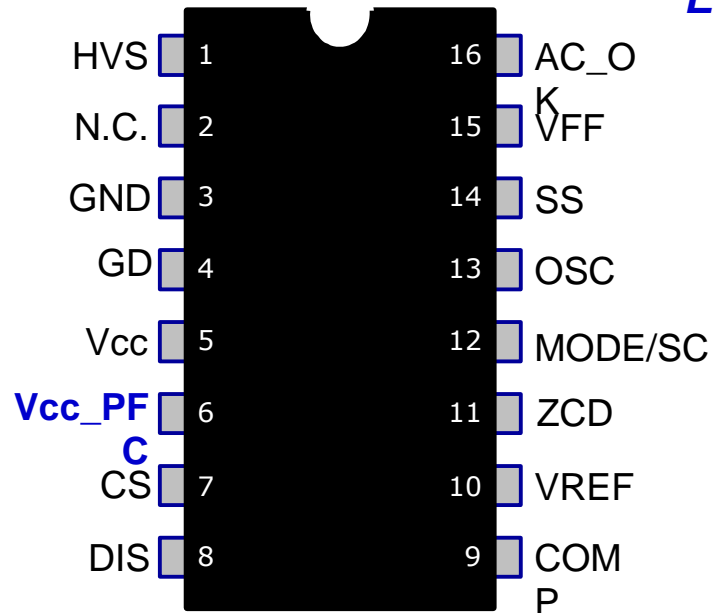 HVS 1 16 AC_O
K
N.C. 2 15 VFF
GND 3 14 SS
GD 4 13 OSC
Vcc 5 12 MODE/SC
Vcc_PF 6 11 ZCD
C
CS 7 10 VREF
DIS 8 9 COM
P